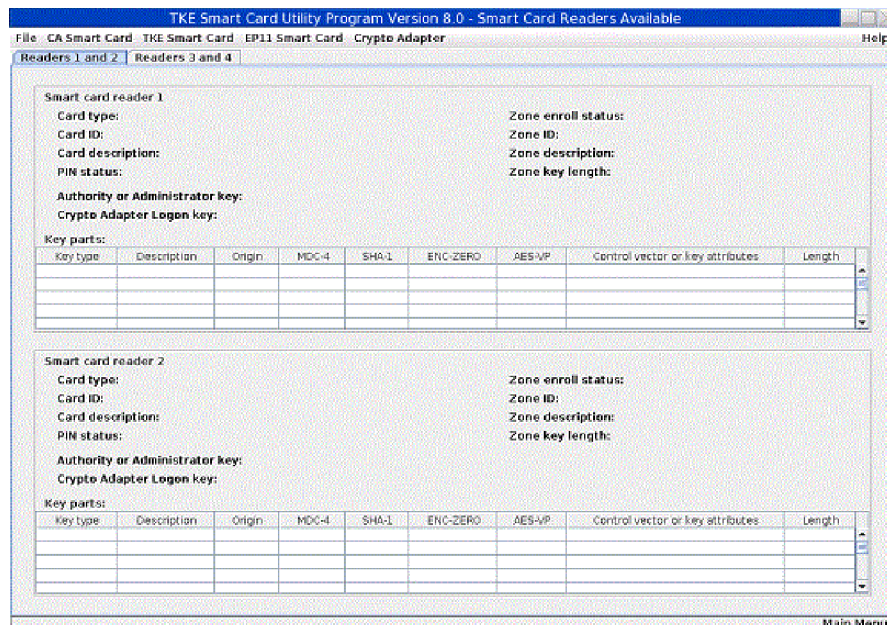 TKE Smart Card Utility Program Version 8.0 - Smart Card Readers Available
File CA Smart Card TKE Smart Card EP11 Smart Card Crypto Adapter Help
Readers 1 and 2 Readers 3 and 4
Smart card reader 1
Card type: Zone enroll status:
Card ID: Zone ID:
Card description: Zone description:
PIN status: Zone key length:
Authority or Administrator key:
Crypto Adapter Logon key:
Key parts:
Key type Description Origin MDC-4 SHA-1 ENC-ZERO AES-VP Control vector or key attributes Length
Smart card reader 2
Card type: Zone enroll status:
Card ID: Zone ID:
Card description: Zone description:
PIN status: Zone key length:
Authority or Administrator key:
Crypto Adapter Logon key:
Key parts:
Key type Description Origin MDC-4 SHA-1 ENC-ZERO AES-VP Control vector or key attributes Length
Main Menu